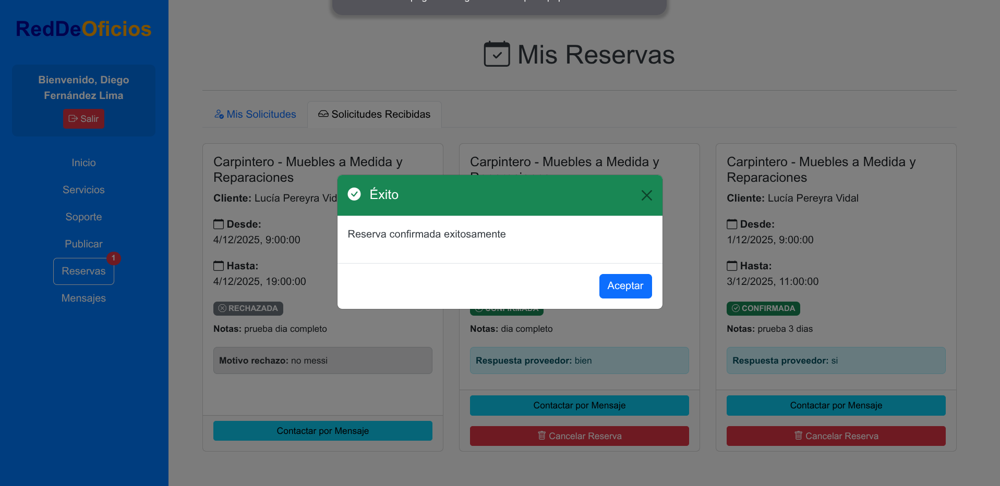 RedDeOficios
Bienvenido, Diego
Fernández Lima
Salir
Inicio
Servicios
Soporte
Publicar
1
Reservas
Mensajes
Mis Reservas
Mis Solicitudes
Solicitudes Recibidas
Carpintero - Muebles a Medida y
Reparaciones
Cliente: Lucía Pereyra Vid
Desde:
4/12/2025, 9:00:00
Hasta:
4/12/2025, 19:00:00
RECHAZADA
Notas: prueba dia completo
Motivo rechazo: no messi
Contactar por Mensaje
Carpintero - Muebles a Medida y
Éxito
Reserva confirmada exitosamente
Aceptar
CONFIRMADA
Notas: dia completo
Respuesta proveedor: bien
Contactar por Mensaje
Cancelar Reserva
Carpintero - Muebles a Medida y
Reparaciones
Cliente: Lucía Pereyra Vidal
Desde:
1/12/2025, 9:00:00
Hasta:
3/12/2025, 11:00:00
CONFIRMADA
Notas: prueba 3 dias
Respuesta proveedor: si
Contactar por Mensaje
Cancelar Reserva